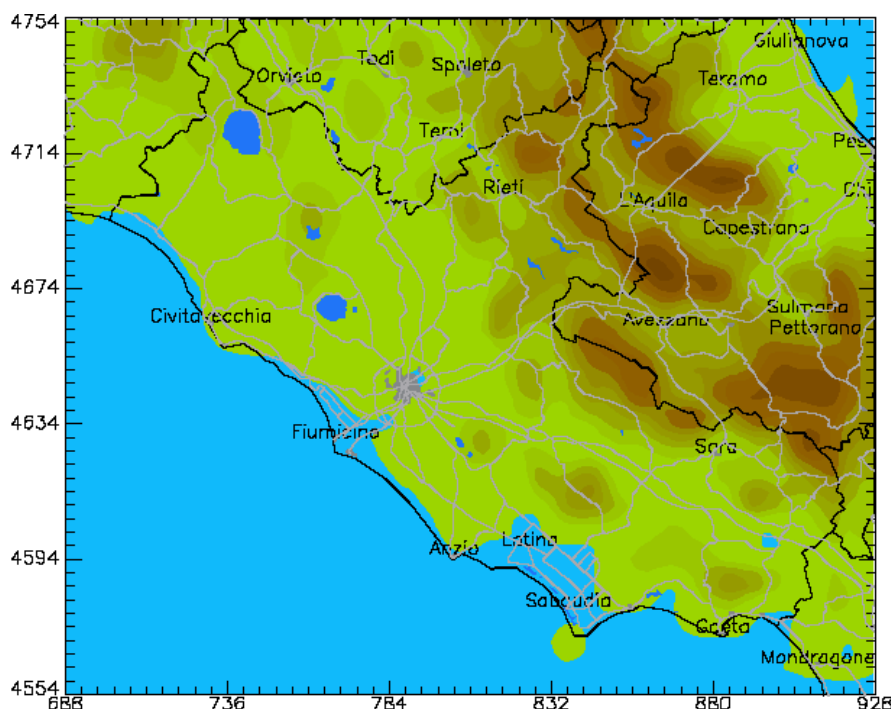 4754
Giulianova
Orvieto
Todi
Spoleto
Teramo
Terni
4714
Pes
Rieti
L'Aquila
Chi
Capestrano
4674
Civitavecchia
Avezzano
Sulmona
Pettorano
4634
Fiumicino
Sora
4594
Anzio
Latina
Sabaudia
Gaeta
Mondragone
4554
688 736 784 832 880 928